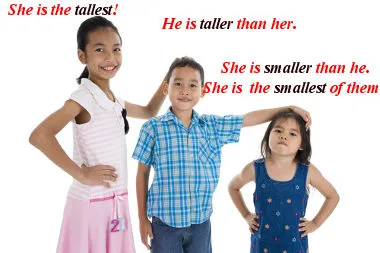 She is the tallest!
He is taller than her.
She is smaller than he.
She is the smallest of them